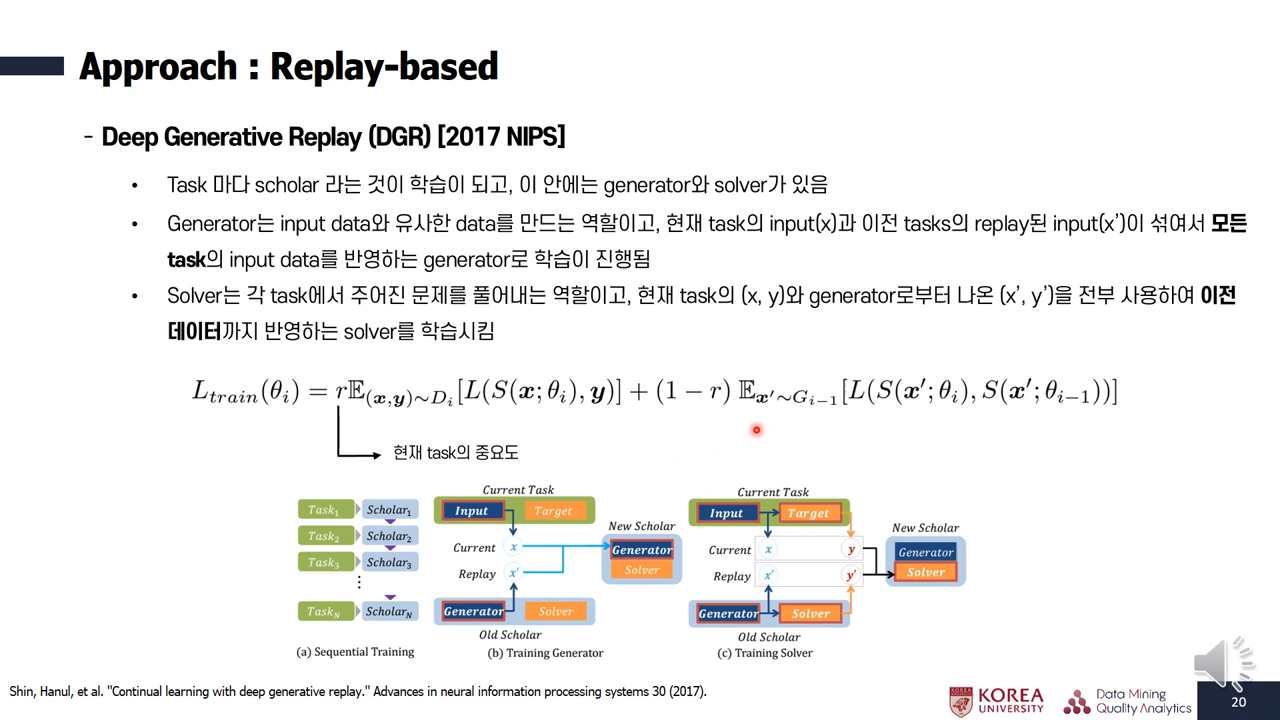 Approach : Replay-based
- Deep Generative Replay (DGR) [2017 NIPS]
• Task 마다 scholar 라는 것이 학습이 되고, 이 안에는 generator와 solver가 있음
• Generator는 input data와 유사한 data를 만드는 역할이고, 현재 task의 input(x)과 이전 tasks의 replay된 input(x’)이 섞여서 모든
task의 input data를 반영하는 generator로 학습이 진행됨
• Solver는 각 task에서 주어진 문제를 풀어내는 역할이고, 현재 task의 (x, y)와 generator로부터 나온 (x’, y’)을 전부 사용하여 이전
데이터까지 반영하는 solver를 학습시킴
L_{train}(θ_i) = r𝔼_{(x,y)∼D_i}[L(S(x; θ_i), y)] + (1 − r) 𝔼_{x′∼G_{i−1}}[L(S(x′; θ_i), S(x′; θ_{i−1}))]
현재 task의 중요도
Task₁ Scholar₁
Task₂ Scholar₂
Task₃ Scholar₃
⋮
Task_N Scholar_N
(a) Sequential Training
Current Task
Input Target
New Scholar
Current x
Generator
Replay x'
Solver
Generator Solver
Old Scholar
(b) Training Generator
Current Task
Input Target
New Scholar
Current x y
Generator
Replay x' y'
Solver
Generator Solver
Old Scholar
(c) Training Solver
Shin, Hanul, et al. "Continual learning with deep generative replay." Advances in neural information processing systems 30 (2017).
KOREA
UNIVERSITY
Data Mining
Quality Analytics
20